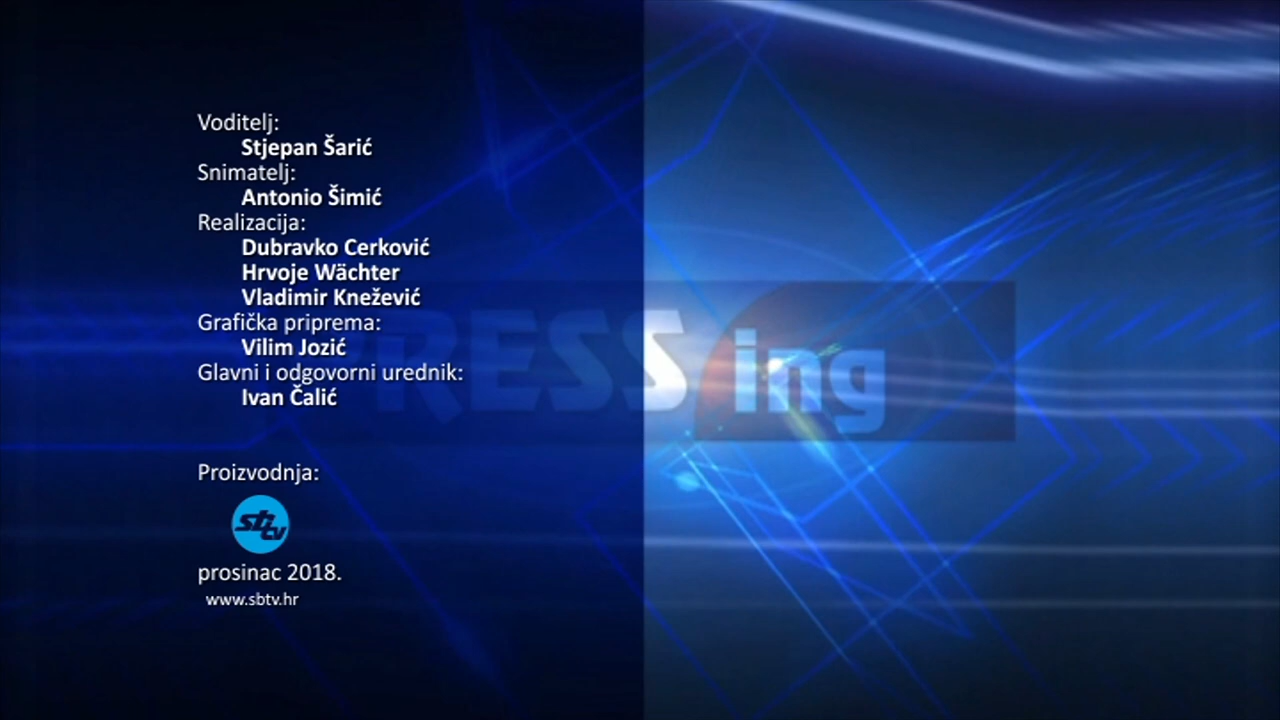 Voditelj:
Stjepan Šarić
Snimatelj:
Antonio Šimić
Realizacija:
Dubravko Cerković
Hrvoje Wächter
Vladimir Knežević
Grafička priprema:
Vilim Jozić
Glavni i odgovorni urednik:
Ivan Čalić
PRESSing
Proizvodnja:
sbtv
prosinac 2018.
www.sbtv.hr